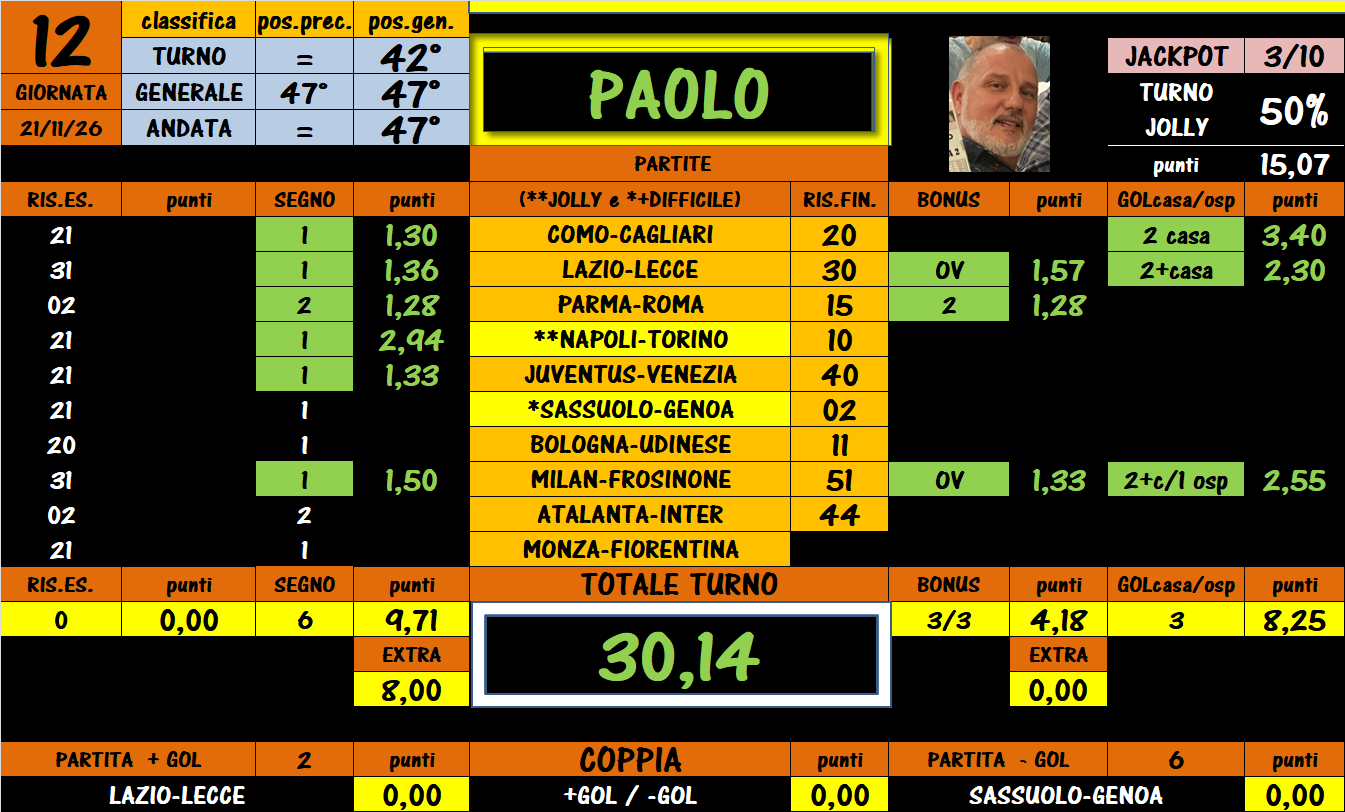 12 classifica pos.prec. pos.gen.
TURNO = 42° PAOLO JACKPOT 3/10
GIORNATA GENERALE 47° 47° TURNO JOLLY 50%
21/11/26 ANDATA = 47°
PARTITE punti 15,07
RIS.ES. punti SEGNO punti (**JOLLY e *+DIFFICILE) RIS.FIN. BONUS punti GOLcasa/osp punti
21 1 1,30 COMO-CAGLIARI 20 2 casa 3,40
31 1 1,36 LAZIO-LECCE 30 OV 1,57 2+casa 2,30
02 2 1,28 PARMA-ROMA 15 2 1,28
21 1 2,94 **NAPOLI-TORINO 10
21 1 1,33 JUVENTUS-VENEZIA 40
21 1 *SASSUOLO-GENOA 02
20 1 BOLOGNA-UDINESE 11
31 1 1,50 MILAN-FROSINONE 51 OV 1,33 2+c/1 osp 2,55
02 2 ATALANTA-INTER 44
21 1 MONZA-FIORENTINA
RIS.ES. punti SEGNO punti TOTALE TURNO BONUS punti GOLcasa/osp punti
0 0,00 6 9,71 30,14 3/3 4,18 3 8,25
EXTRA EXTRA
8,00 0,00
PARTITA + GOL 2 punti COPPIA punti PARTITA - GOL 6 punti
LAZIO-LECCE 0,00 +GOL / -GOL 0,00 SASSUOLO-GENOA 0,00